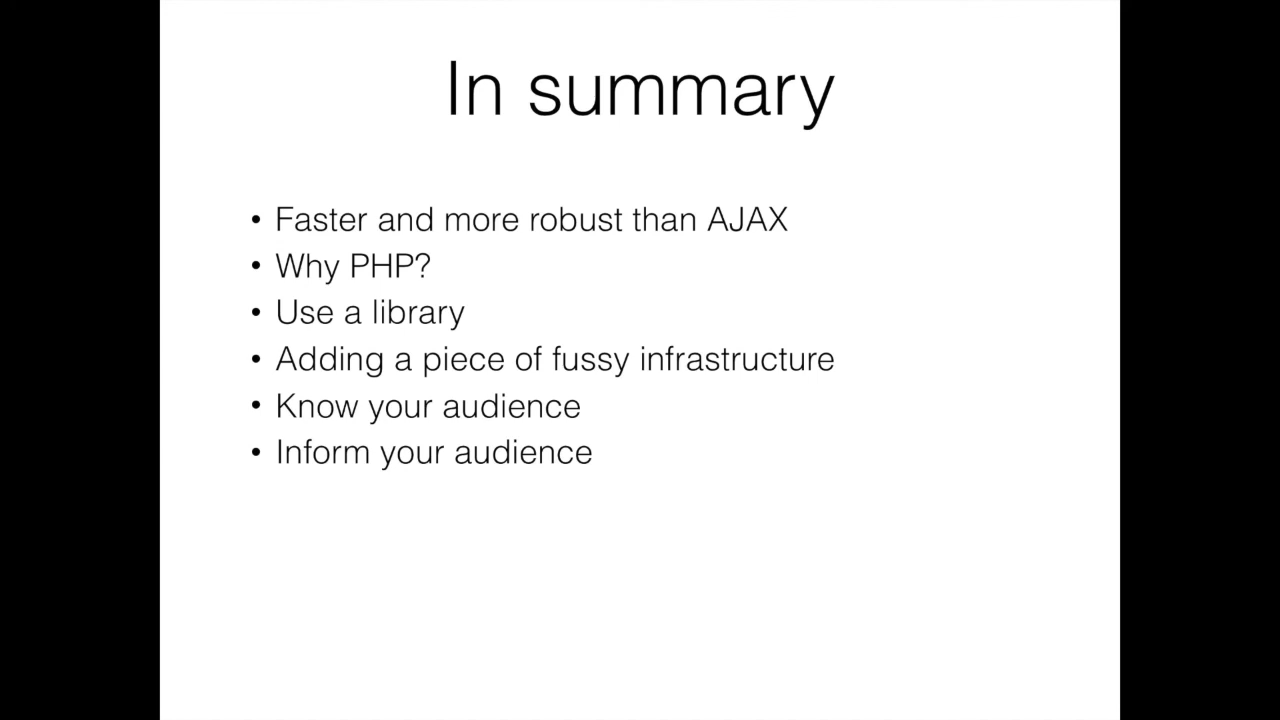 In summary
• Faster and more robust than AJAX
• Why PHP?
• Use a library
• Adding a piece of fussy infrastructure
• Know your audience
• Inform your audience